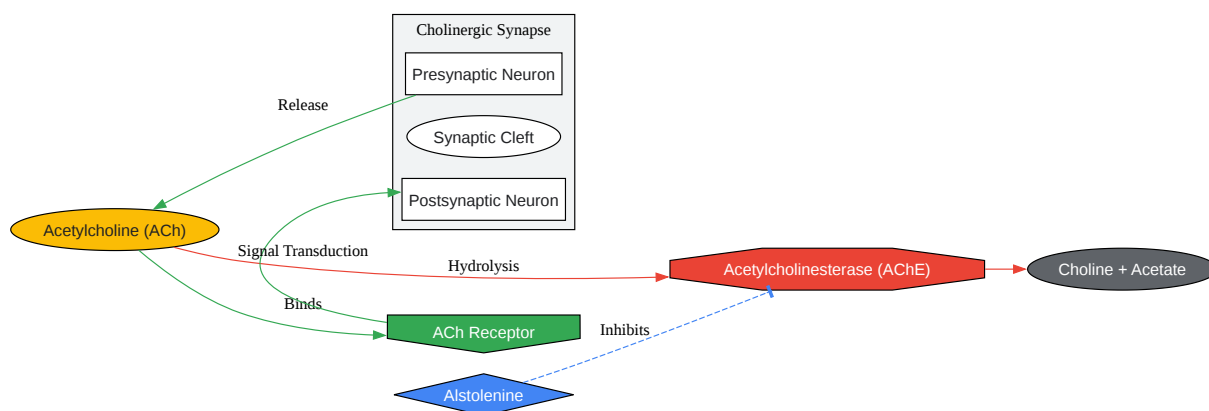 Cholinergic Synapse
Presynaptic Neuron
Release
Synaptic Cleft
Postsynaptic Neuron
Acetylcholine (ACh)
Signal Transduction
Hydrolysis
Acetylcholinesterase (AChE)
Choline + Acetate
Binds
ACh Receptor
Inhibits
Alstolenine